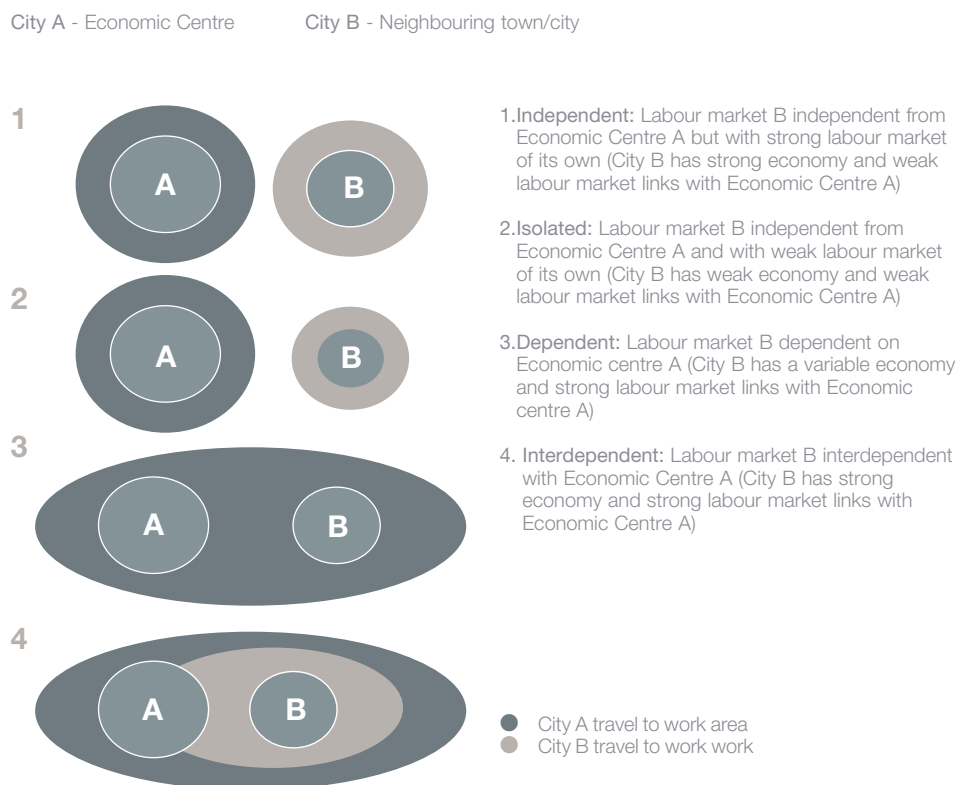 City A - Economic Centre
City B - Neighbouring town/city
1
A
B
2
A
B
3
A
B
4
A
B
1.Independent: Labour market B independent from
Economic Centre A but with strong labour market
of its own (City B has strong economy and weak
labour market links with Economic Centre A)
2.Isolated: Labour market B independent from
Economic Centre A and with weak labour market
of its own (City B has weak economy and weak
labour market links with Economic Centre A)
3.Dependent: Labour market B dependent on
Economic centre A (City B has a variable economy
and strong labour market links with Economic
centre A)
4. Interdependent: Labour market B interdependent
with Economic Centre A (City B has strong
economy and strong labour market links with
Economic Centre A)
City A travel to work area
City B travel to work work